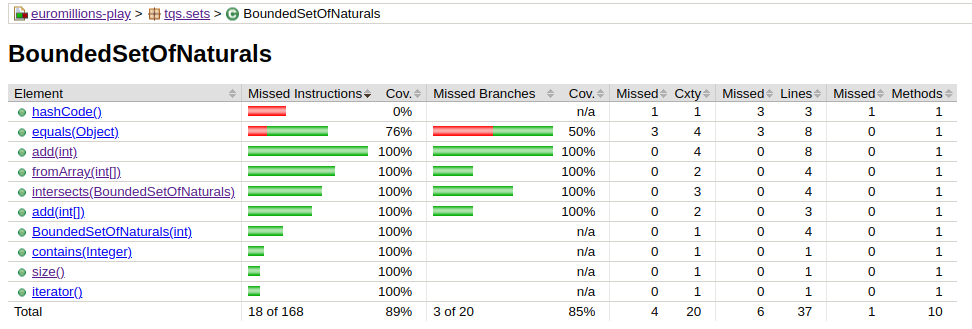 euromillions-play > tqs.sets > BoundedSetOfNaturals
BoundedSetOfNaturals
Element Missed Instructions Cov. Missed Branches Cov. Missed Cxty Missed Lines Missed Methods
hashCode() 0% n/a 1 1 3 3 1 1
equals(Object) 76% 50% 3 4 3 8 0 1
add(int) 100% 100% 0 4 0 8 0 1
fromArray(int[]) 100% 100% 0 2 0 4 0 1
intersects(BoundedSetOfNaturals) 100% 100% 0 3 0 4 0 1
add(int[]) 100% 100% 0 2 0 3 0 1
BoundedSetOfNaturals(int) 100% n/a 0 1 0 4 0 1
contains(Integer) 100% n/a 0 1 0 1 0 1
size() 100% n/a 0 1 0 1 0 1
iterator() 100% n/a 0 1 0 1 0 1
Total 18 of 168 89% 3 of 20 85% 4 20 6 37 1 10